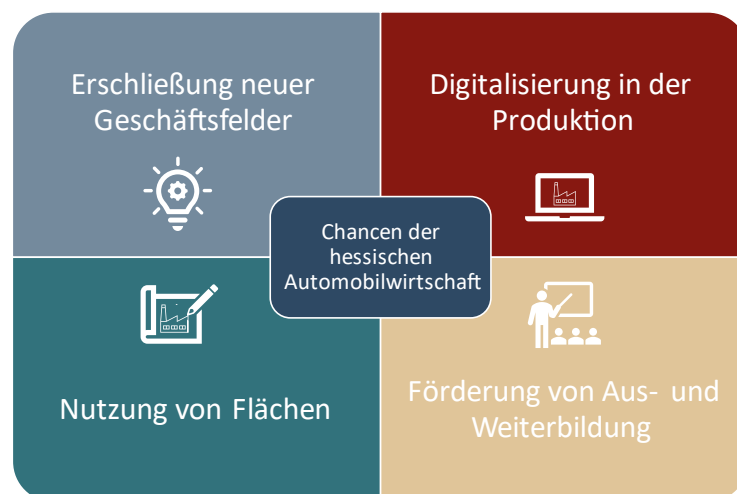 Erschließung neuer
Geschäftsfelder
Digitalisierung in der
Produktion
Chancen der
hessischen
Automobilwirtschaft
Nutzung von Flächen
Förderung von Aus- und
Weiterbildung